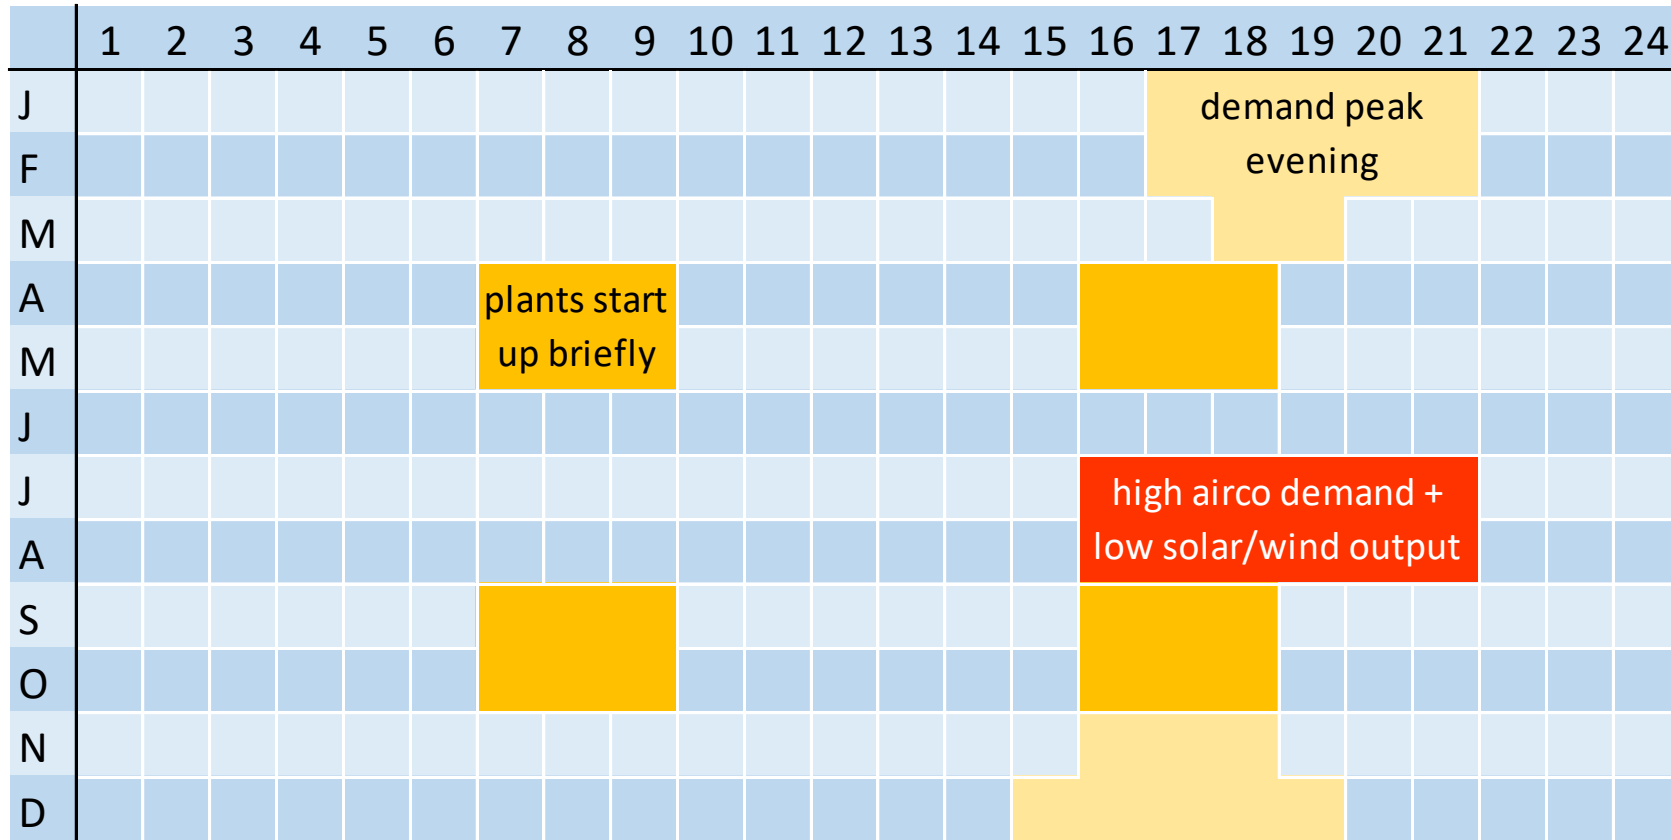 1 2 3 4 5 6 7 8 9 10 11 12 13 14 15 16 17 18 19 20 21 22 23 24
J
demand peak
evening
F
M
A
plants start
up briefly
M
J
J
high airco demand +
low solar/wind output
A
S
O
N
D